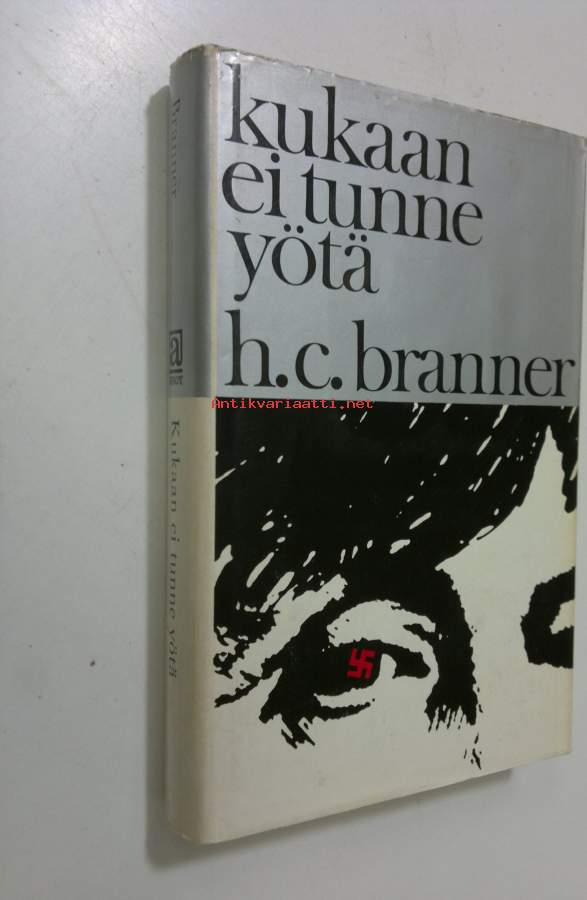 kukaan
ei tunne
yötä
h.c. branner
Antikvariaatti.net
Branner
a
Kukaan ei tunne yötä